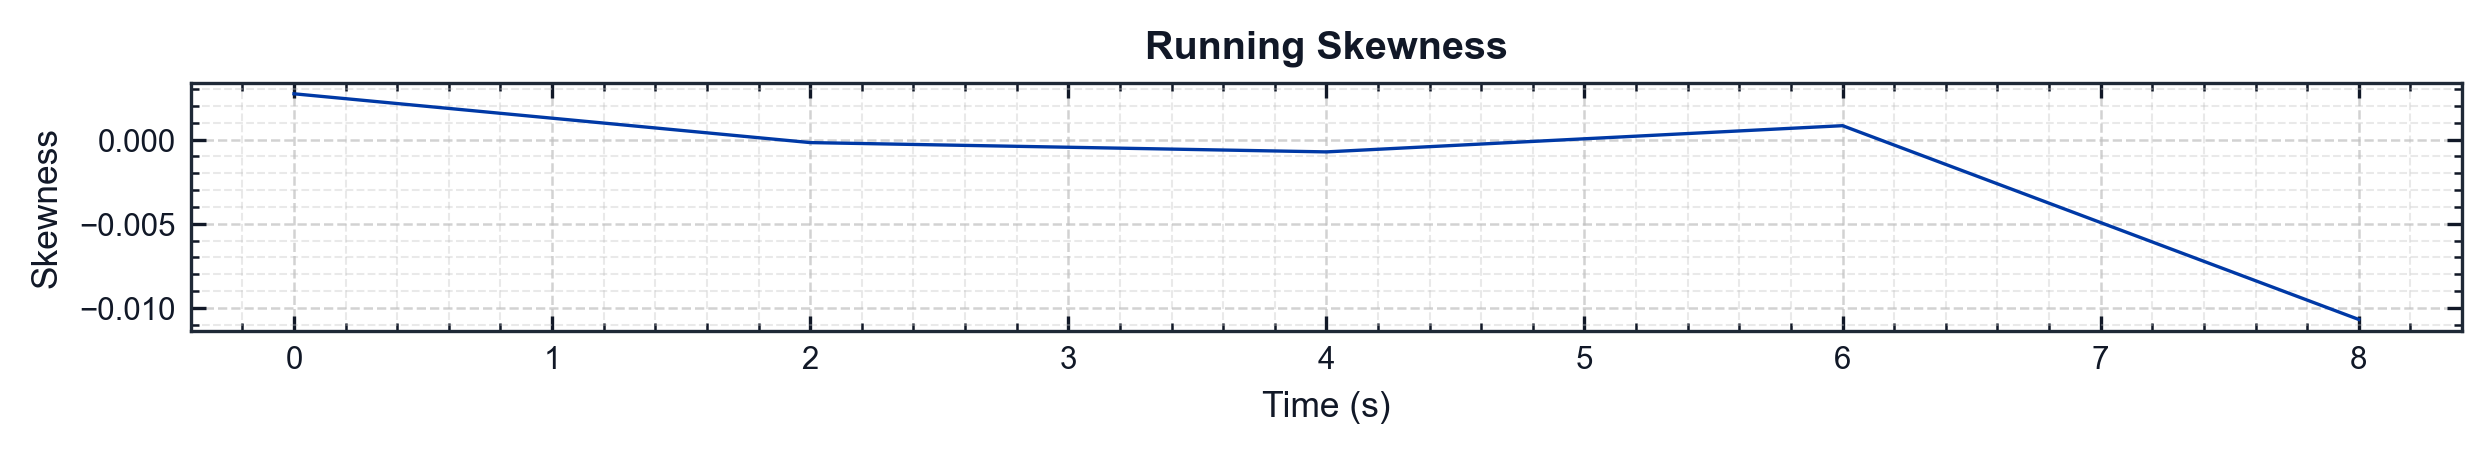 Running Skewness
Skewness
0.000
−0.005
−0.010
0 1 2 3 4 5 6 7 8
Time (s)